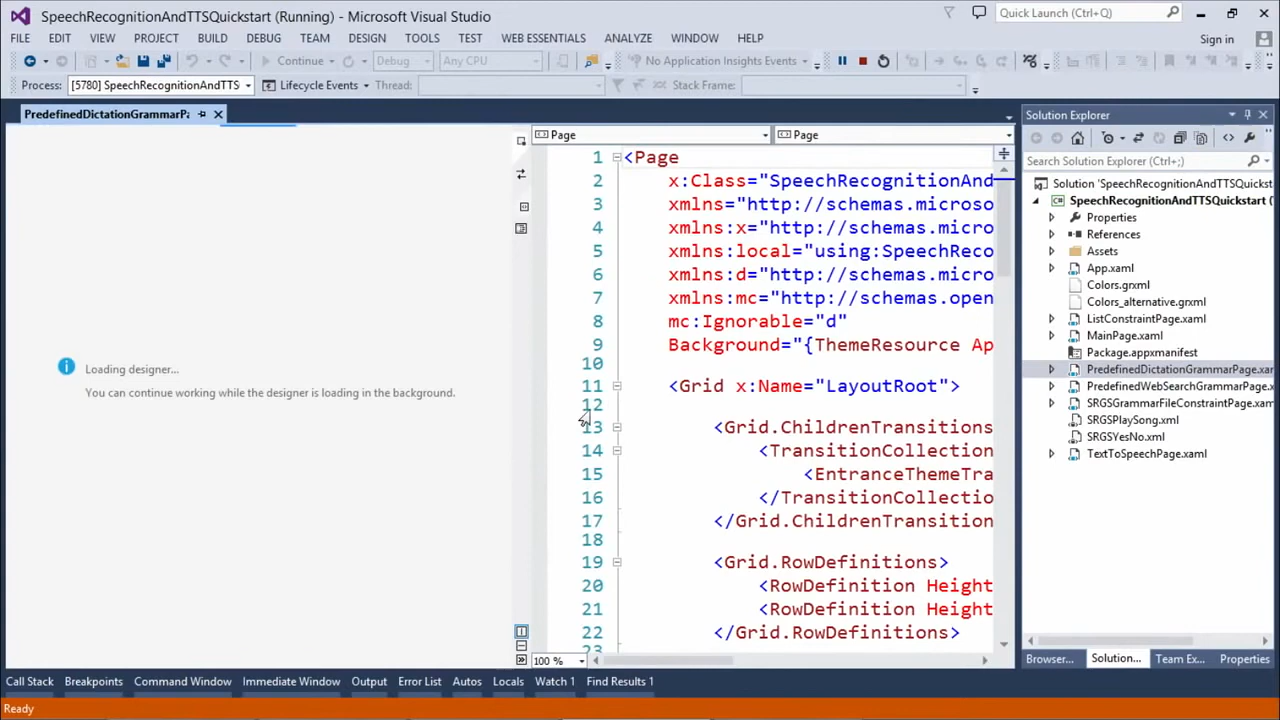 SpeechRecognitionAndTTSQuickstart (Running) - Microsoft Visual Studio
Quick Launch (Ctrl+Q)
FILE EDIT VIEW PROJECT BUILD DEBUG TEAM DESIGN TOOLS TEST WEB ESSENTIALS ANALYZE WINDOW HELP
Sign in
Continue Debug Any CPU No Application Insights Events
Process: [5780] SpeechRecognitionAndTTS Lifecycle Events Thread: Stack Frame:
PredefinedDictationGrammarPa
Loading designer...
You can continue working while the designer is loading in the background.
Page Page
1 <Page
2 x:Class="SpeechRecognitionAnd
3 xmlns="http://schemas.microso
4 xmlns:x="http://schemas.micro
5 xmlns:local="using:SpeechReco
6 xmlns:d="http://schemas.micro
7 xmlns:mc="http://schemas.open
8 mc:Ignorable="d"
9 Background="{ThemeResource Ap
10
11 <Grid x:Name="LayoutRoot">
12
13 <Grid.ChildrenTransitions
14 <TransitionCollection
15 <EntranceThemeTra
16 </TransitionCollectio
17 </Grid.ChildrenTransition
18
19 <Grid.RowDefinitions>
20 <RowDefinition Height
21 <RowDefinition Height
22 </Grid.RowDefinitions>
23
100 %
Solution Explorer
Search Solution Explorer (Ctrl+;)
Solution 'SpeechRecognitionAndTTSQuickst
SpeechRecognitionAndTTSQuickstart (
Properties
References
Assets
App.xaml
Colors.grxml
Colors_alternative.grxml
ListConstraintPage.xaml
MainPage.xaml
Package.appxmanifest
PredefinedDictationGrammarPage.xar
PredefinedWebSearchGrammarPage.
SRGSGrammarFileConstraintPage.xam
SRGSPlaySong.xml
SRGSYesNo.xml
TextToSpeechPage.xaml
Browser... Solution... Team Ex... Properties
Call Stack Breakpoints Command Window Immediate Window Output Error List Autos Locals Watch 1 Find Results 1
Ready